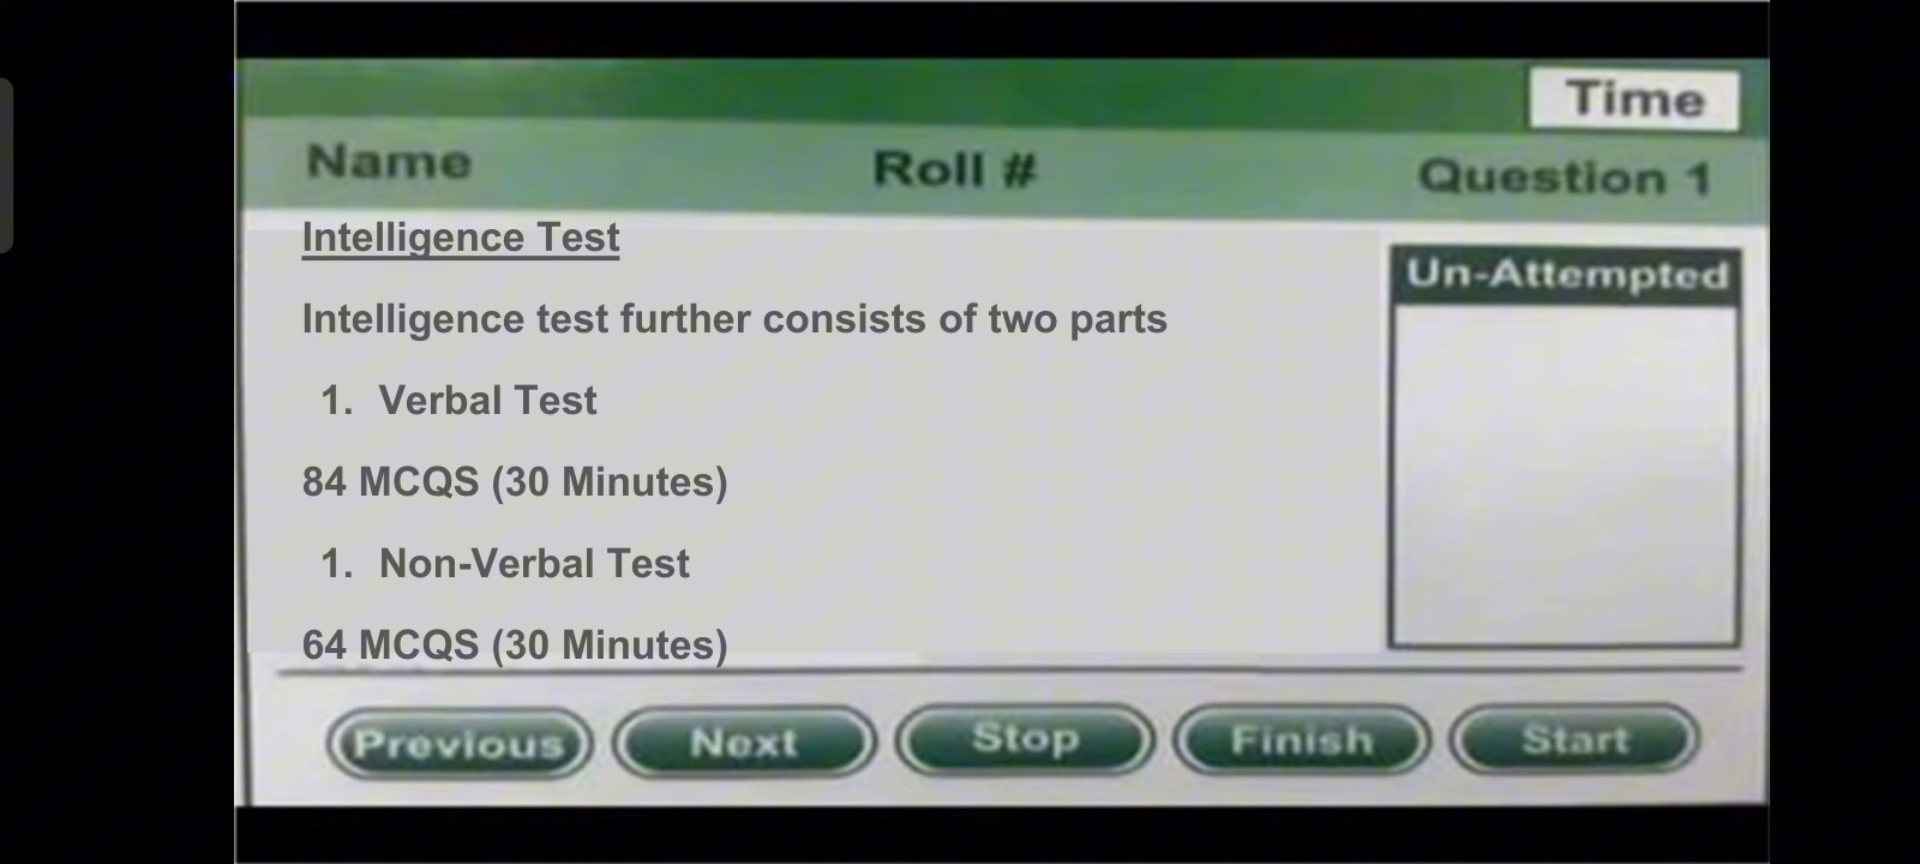 Time
Name Roll # Question 1
Intelligence Test
Un-Attempted
Intelligence test further consists of two parts
1. Verbal Test
84 MCQS (30 Minutes)
1. Non-Verbal Test
64 MCQS (30 Minutes)
Previous Next Stop Finish Start